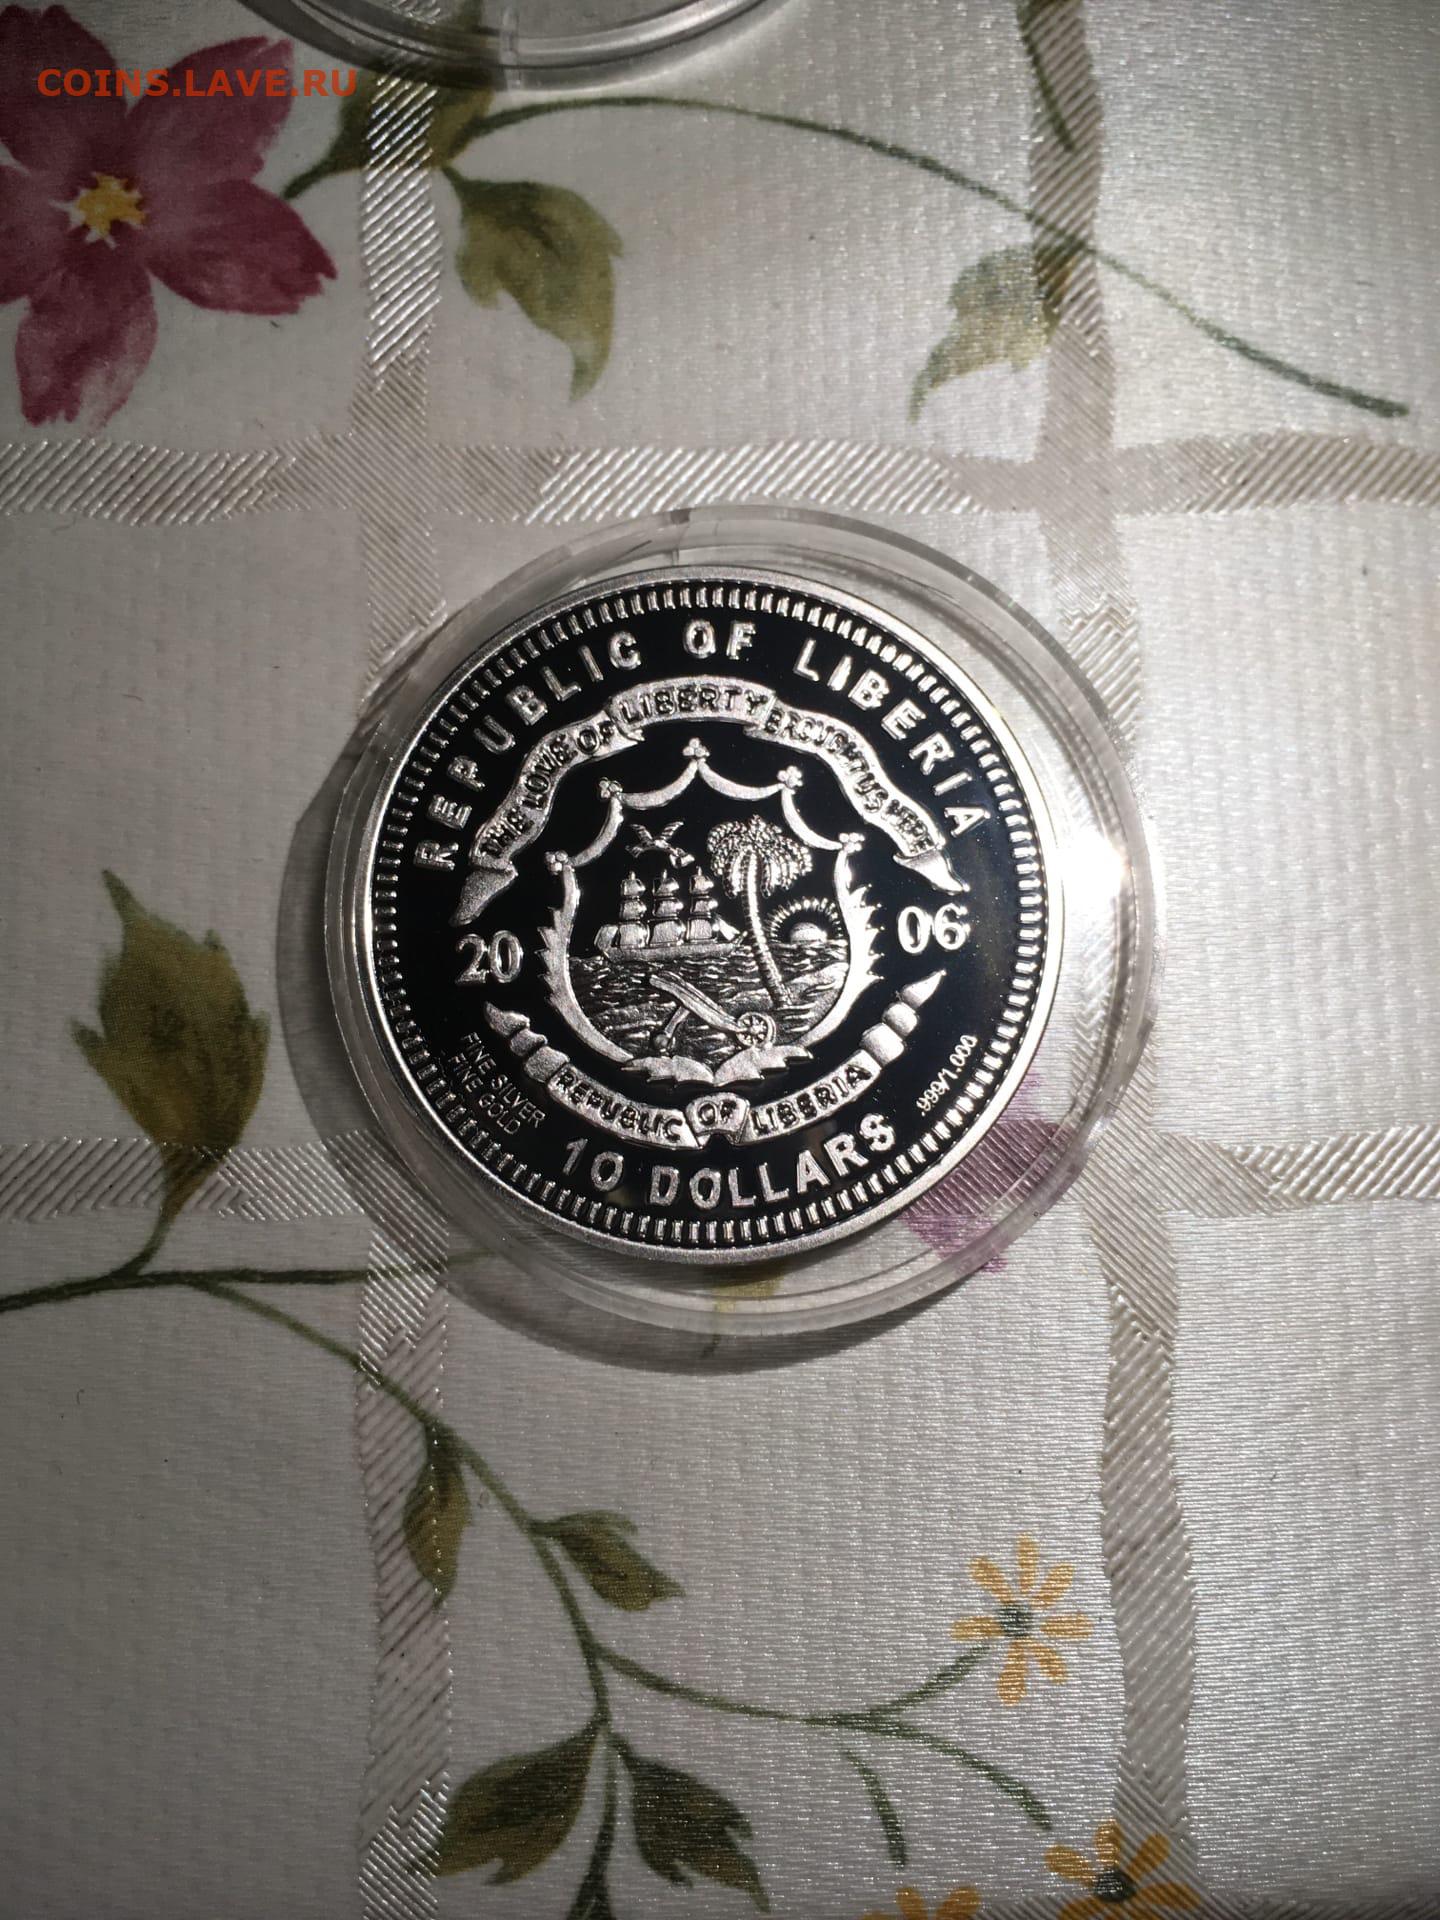 COINS.LAVE.RU
REPUBLIC OF LIBERIA
THE LOVE OF LIBERTY BROUGHT US HERE
20 06
FINE SILVER
FINE GOLD
.999/1.000
REPUBLIC OF LIBERIA
10 DOLLARS